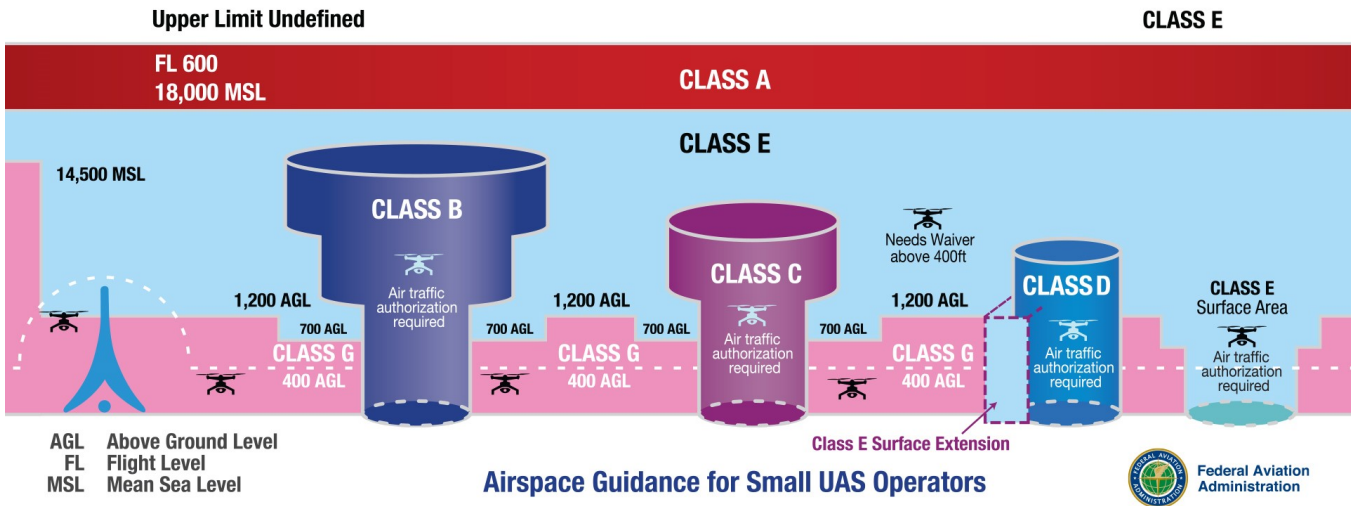 Upper Limit Undefined
CLASS E
FL 600
18,000 MSL
CLASS A
CLASS E
14,500 MSL
CLASS B
Air traffic
authorization
required
CLASS C
Air traffic
authorization
required
Needs Waiver
above 400ft
CLASS D
Air traffic
authorization
required
CLASS E
Surface Area
Air traffic
authorization
required
1,200 AGL
700 AGL
CLASS G
400 AGL
700 AGL
1,200 AGL
CLASS G
400 AGL
700 AGL
700 AGL
1,200 AGL
CLASS G
400 AGL
Class E Surface Extension
AGL Above Ground Level
FL Flight Level
MSL Mean Sea Level
Airspace Guidance for Small UAS Operators
FEDERAL AVIATION
ADMINISTRATION
Federal Aviation
Administration